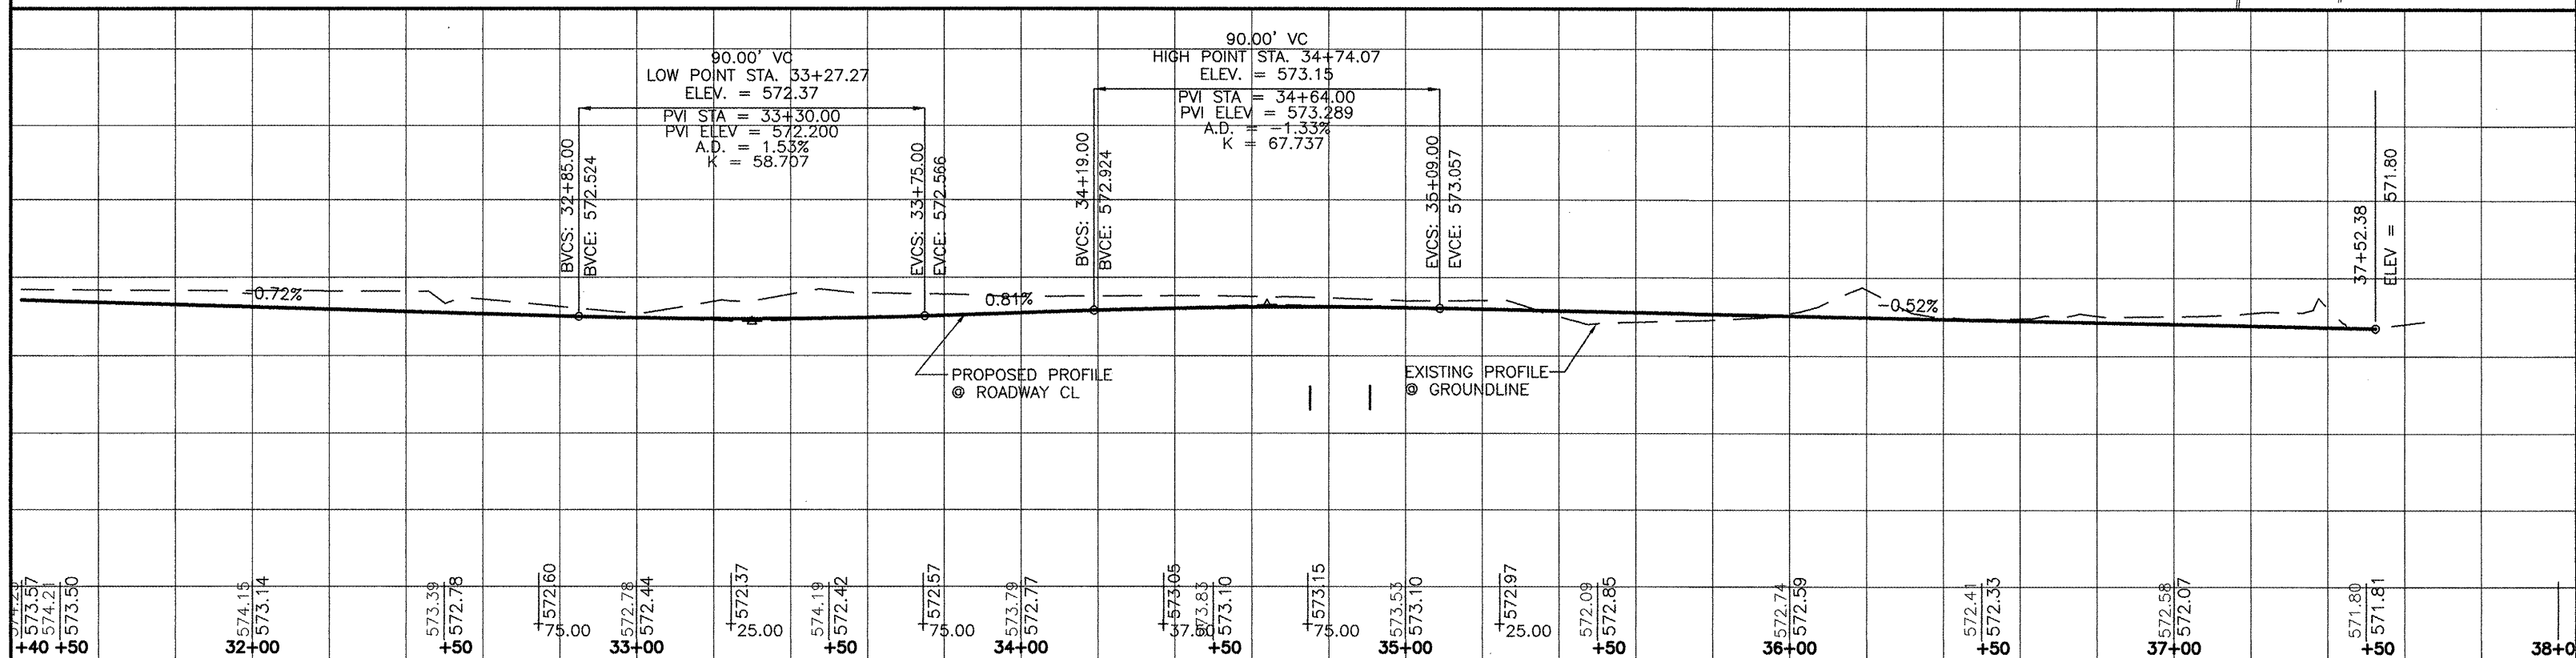 90.00' VC
LOW POINT STA. 33+27.27
ELEV. = 572.37
PVI STA = 33+30.00
PVI ELEV = 572.200
A.D. = 1.53%
K = 58.707
BVCS: 32+85.00
BVCE: 572.524
EVCS: 33+75.00
EVCE: 572.566
90.00' VC
HIGH POINT STA. 34+74.07
ELEV. = 573.15
PVI STA = 34+64.00
PVI ELEV = 573.289
A.D. = -1.33%
K = 67.737
BVCS: 34+19.00
BVCE: 572.924
EVCS: 35+09.00
EVCE: 573.057
37+52.38
ELEV = 571.80
-0.72%
0.81%
-0.52%
PROPOSED PROFILE
@ ROADWAY CL
EXISTING PROFILE
@ GROUNDLINE
573.57
574.21
573.50
574.15
573.14
573.39
572.78
572.60
+75.00
572.78
572.44
572.37
+25.00
574.19
572.42
572.57
+75.00
573.79
572.77
573.05
+37.50
573.83
573.10
573.15
+75.00
573.53
573.10
572.97
+25.00
572.09
572.85
572.74
572.59
572.41
572.33
572.58
572.07
571.80
571.81
+40 +50 32+00 +50 33+00 +50 34+00 +50 35+00 +50 36+00 +50 37+00 +50